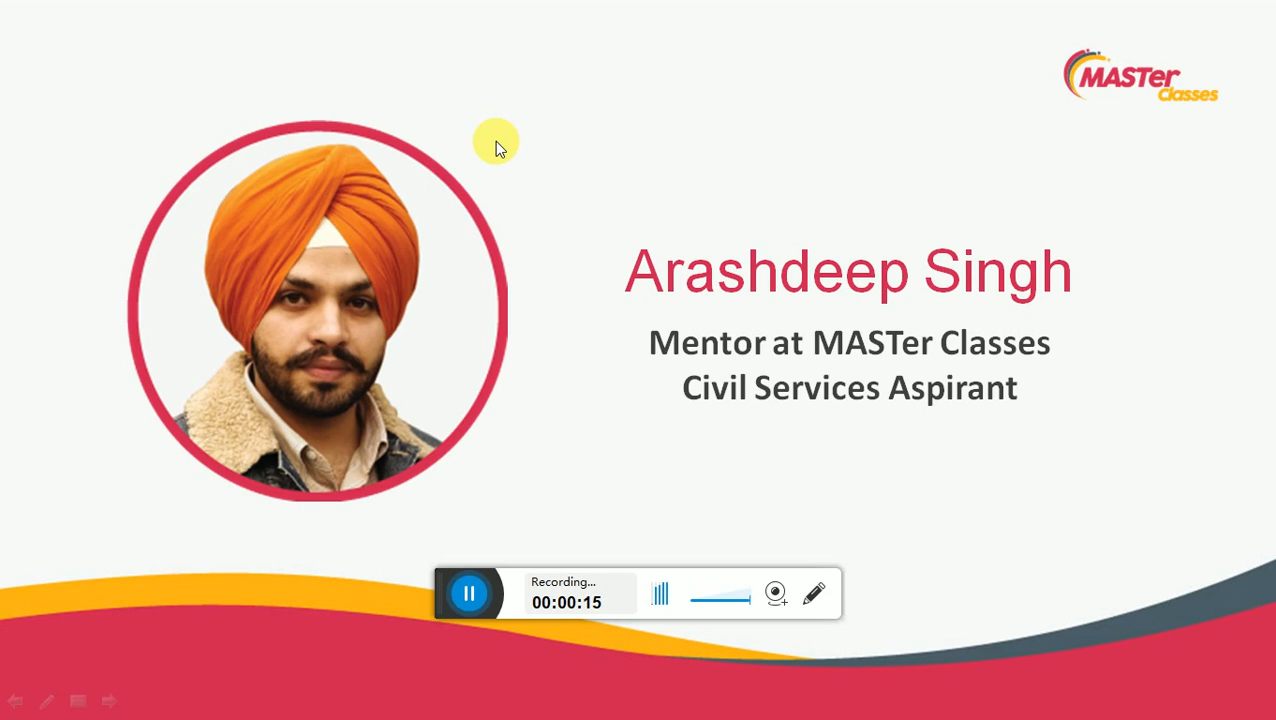 MASTer
Classes
Arashdeep Singh
Mentor at MASTer Classes
Civil Services Aspirant
Recording...
00:00:15